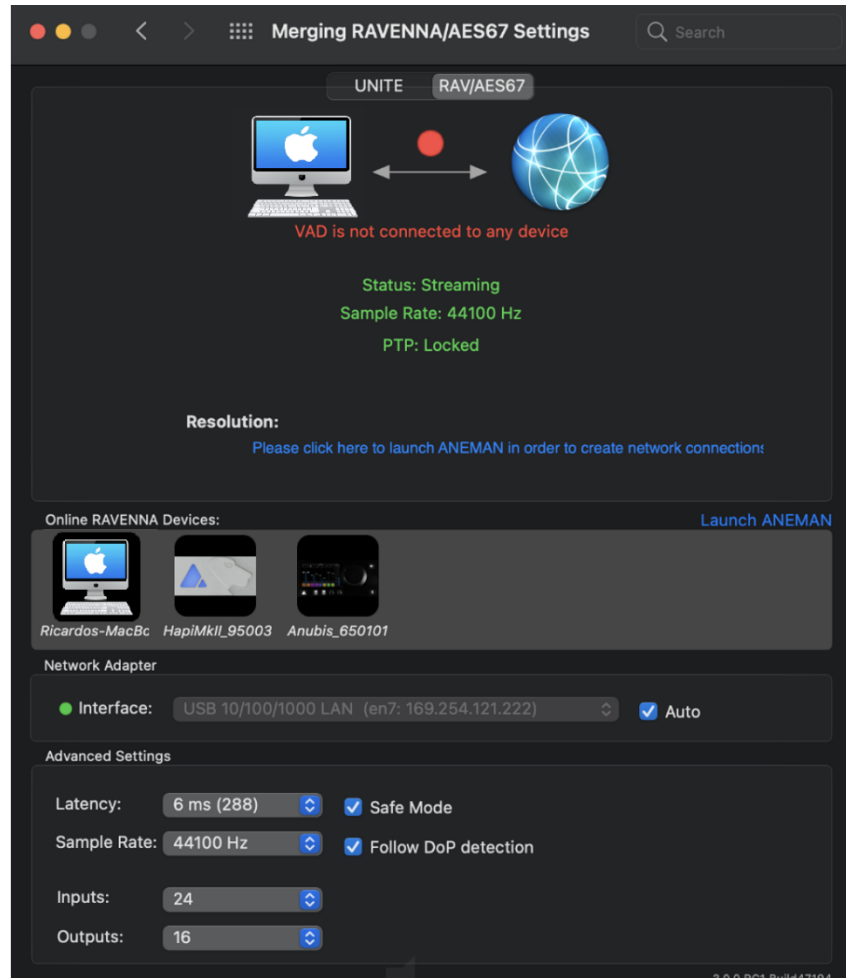 Merging RAVENNA/AES67 Settings
Search
UNITE RAV/AES67
VAD is not connected to any device
Status: Streaming
Sample Rate: 44100 Hz
PTP: Locked
Resolution:
Please click here to launch ANEMAN in order to create network connections
Online RAVENNA Devices:
Launch ANEMAN
Ricardos-MacBc HapiMkII_95003 Anubis_650101
Network Adapter
Interface: USB 10/100/1000 LAN (en7: 169.254.121.222) Auto
Advanced Settings
Latency: 6 ms (288) Safe Mode
Sample Rate: 44100 Hz Follow DoP detection
Inputs: 24
Outputs: 16